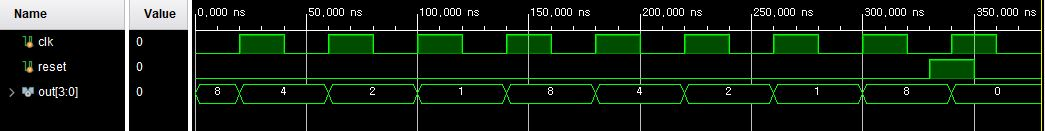 Name Value 0,000 ns 50,000 ns 100,000 ns 150,000 ns 200,000 ns 250,000 ns 300,000 ns 350,000 ns
clk 0
reset 0
out[3:0] 0 8 4 2 1 8 4 2 1 8 0